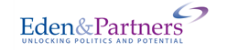 Eden&Partners
UNLOCKING POLITICS AND POTENTIAL